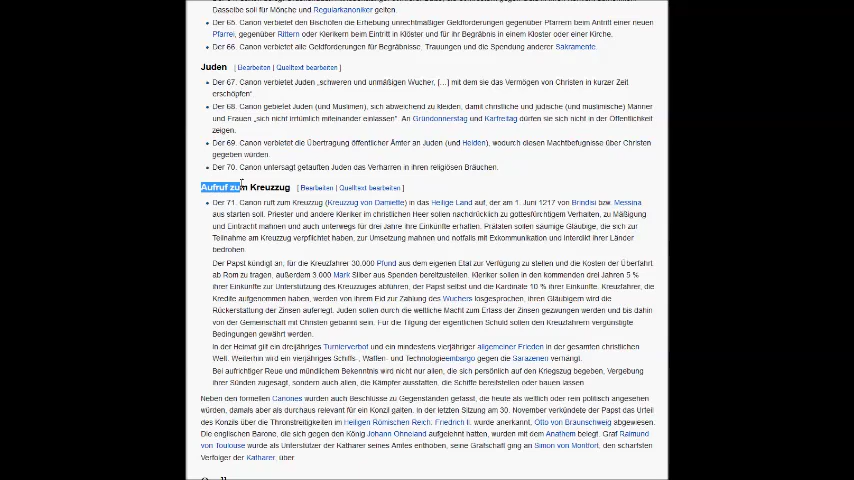 Dasselbe soll für Mönche und Regularkanoniker gelten.
Der 65. Canon verbietet den Bischöfen die Erhebung unrechtmäßiger Geldforderungen gegenüber Pfarrern beim Antritt einer neuen
Pfarrei, gegenüber Rittern oder Klerikern beim Eintritt in Klöster und für ihr Begräbnis in einem Kloster oder einer Kirche.
Der 66. Canon verbietet alle Geldforderungen für Begräbnisse, Trauungen und die Spendung anderer Sakramente.
Juden [ Bearbeiten | Quelltext bearbeiten ]
Der 67. Canon verbietet Juden „schweren und unmäßigen Wucher, […] mit dem sie das Vermögen von Christen in kurzer Zeit
erschöpfen“.
Der 68. Canon gebietet Juden (und Muslimen), sich abweichend zu kleiden, damit christliche und jüdische (und muslimische) Männer
und Frauen „sich nicht irrtümlich miteinander einlassen“. An Gründonnerstag und Karfreitag dürfen sie sich nicht in der Öffentlichkeit
zeigen.
Der 69. Canon verbietet die Übertragung öffentlicher Ämter an Juden (und Heiden), wodurch diesen Machtbefugnisse über Christen
gegeben würden.
Der 70. Canon untersagt getauften Juden das Verharren in ihren religiösen Bräuchen.
Aufruf zum Kreuzzug [ Bearbeiten | Quelltext bearbeiten ]
Der 71. Canon ruft zum Kreuzzug (Kreuzzug von Damiette) in das Heilige Land auf, der am 1. Juni 1217 von Brindisi bzw. Messina
aus starten soll. Priester und andere Kleriker im christlichen Heer sollen nachdrücklich zu gottesfürchtigem Verhalten, zu Mäßigung
und Eintracht mahnen und auch unterwegs für drei Jahre ihre Einkünfte erhalten. Prälaten sollen säumige Gläubige, die sich zur
Teilnahme am Kreuzzug verpflichtet haben, zur Umsetzung mahnen und notfalls mit Exkommunikation und Interdikt ihrer Länder
bedrohen.
Der Papst kündigt an, für die Kreuzfahrer 30.000 Pfund aus dem eigenen Etat zur Verfügung zu stellen und die Kosten der Überfahrt
ab Rom zu tragen, außerdem 3.000 Mark Silber aus Spenden bereitzustellen. Kleriker sollen in den kommenden drei Jahren 5 %
ihrer Einkünfte zur Unterstützung des Kreuzzuges abführen, der Papst selbst und die Kardinäle 10 % ihrer Einkünfte. Kreuzfahrer, die
Kredite aufgenommen haben, werden von ihrem Eid zur Zahlung des Wuchers losgesprochen, ihren Gläubigern wird die
Rückerstattung der Zinsen auferlegt. Juden sollen durch die weltliche Macht zum Erlass der Zinsen gezwungen werden und bis dahin
von der Gemeinschaft mit Christen gebannt sein. Für die Tilgung der eigentlichen Schuld sollen den Kreuzfahrern vergünstigte
Bedingungen gewährt werden.
In der Heimat gilt ein dreijähriges Turnierverbot und ein mindestens vierjähriger allgemeiner Frieden in der gesamten christlichen
Welt. Weiterhin wird ein vierjähriges Schiffs-, Waffen- und Technologieembargo gegen die Sarazenen verhängt.
Bei aufrichtiger Reue und mündlichem Bekenntnis wird nicht nur allen, die sich persönlich auf den Kriegszug begeben, Vergebung
ihrer Sünden zugesagt, sondern auch allen, die Kämpfer ausstatten, die Schiffe bereitstellen oder bauen lassen
Neben den formellen Canones wurden auch Beschlüsse zu Gegenständen gefasst, die heute als weltlich oder rein politisch angesehen
würden, damals aber als durchaus relevant für ein Konzil galten. In der letzten Sitzung am 30. November verkündete der Papst das Urteil
des Konzils über die Thronstreitigkeiten im Heiligen Römischen Reich: Friedrich II. wurde anerkannt, Otto von Braunschweig abgewiesen.
Die englischen Barone, die sich gegen den König Johann Ohneland aufgelehnt hatten, wurden mit dem Anathem belegt. Graf Raimund
von Toulouse wurde als Unterstützer der Katharer seines Amtes enthoben, seine Grafschaft ging an Simon von Montfort, den schärfsten
Verfolger der Katharer, über